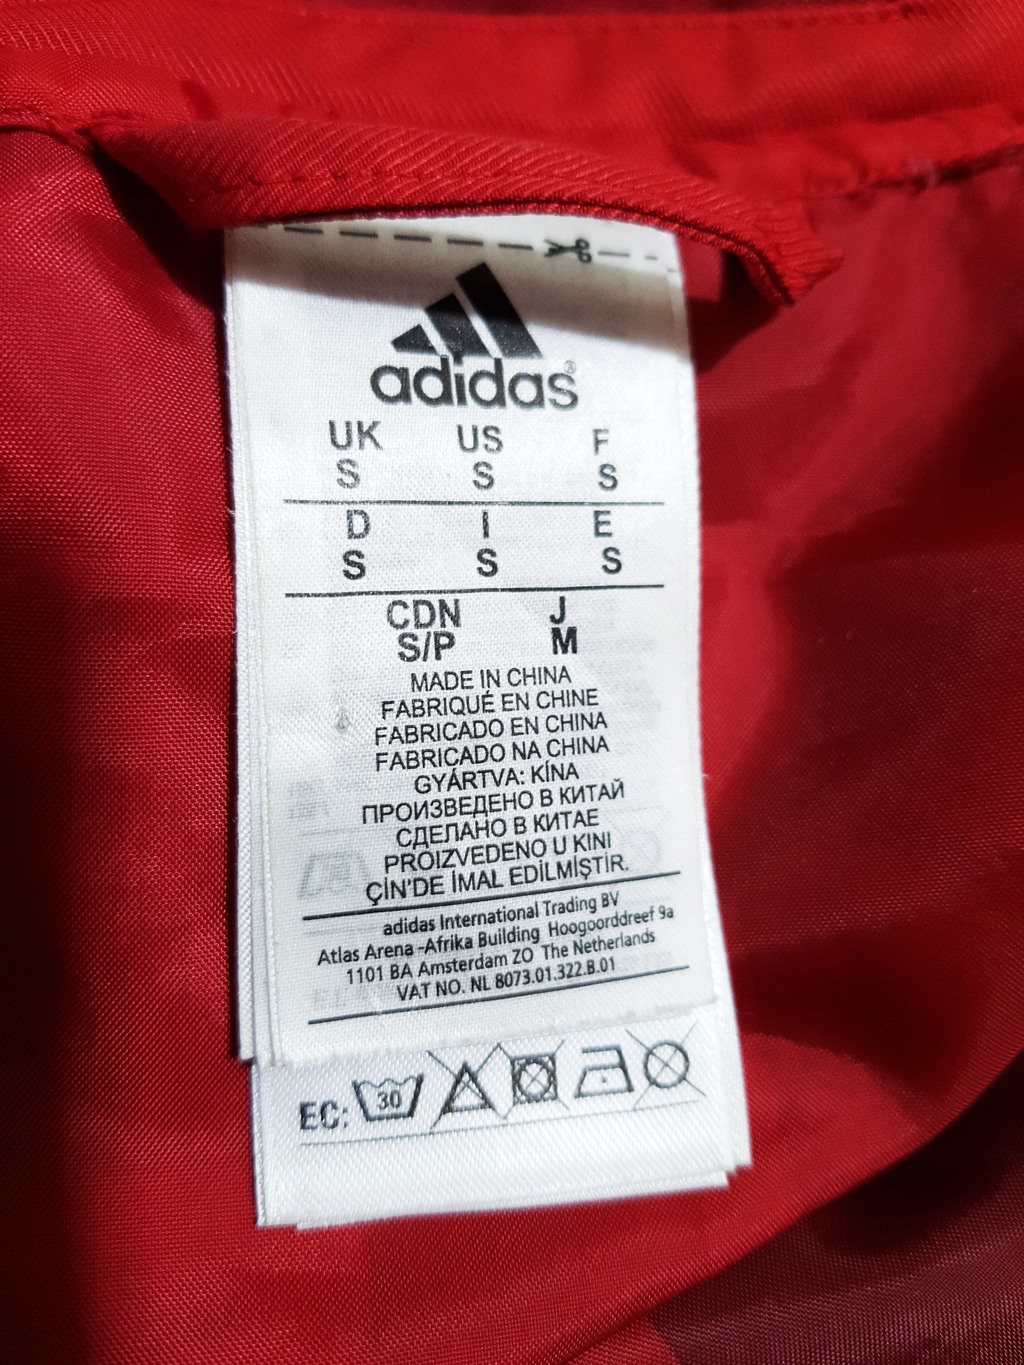 adidas®
UK US F
S S S
D I E
S S S
CDN J
S/P M
MADE IN CHINA
FABRIQUÉ EN CHINE
FABRICADO EN CHINA
FABRICADO NA CHINA
GYÁRTVA: KÍNA
ПРОИЗВЕДЕНО В КИТАЙ
СДЕЛАНО В КИТАЕ
PROIZVEDENO U KINI
ÇİN'DE İMAL EDİLMİŞTİR.
adidas International Trading BV
Atlas Arena -Afrika Building Hoogoorddreef 9a
1101 BA Amsterdam ZO The Netherlands
VAT NO. NL 8073.01.322.B.01
EC: 30